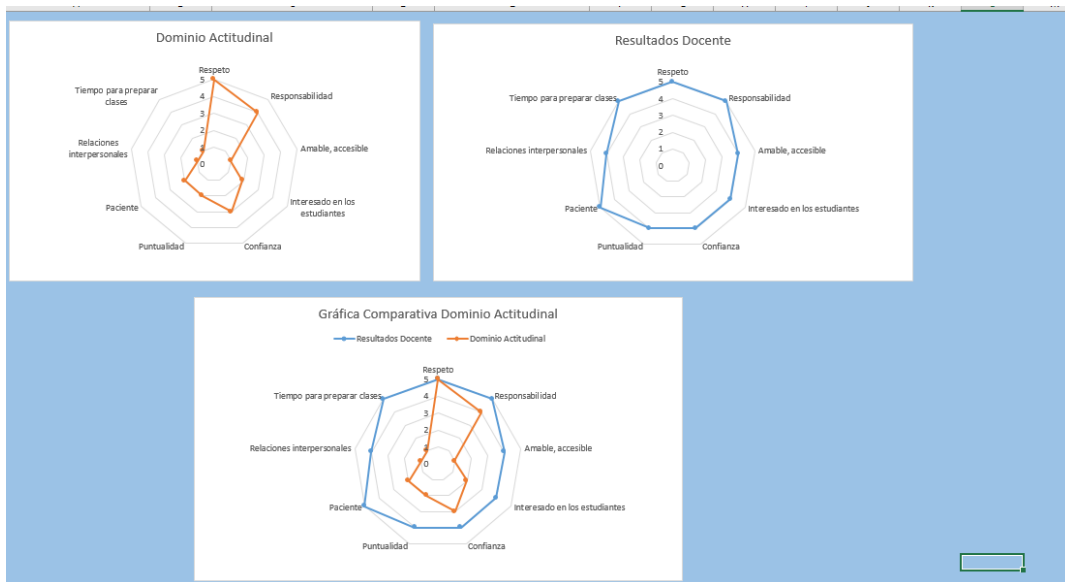 Dominio Actitudinal
Respeto
Responsabilidad
Amable, accesible
Interesado en los
estudiantes
Confianza
Puntualidad
Paciente
Relaciones
interpersonales
Tiempo para preparar
clases
5
4
3
2
1
0
Resultados Docente
Respeto
Responsabilidad
Amable, accesible
Interesado en los estudiantes
Confianza
Puntualidad
Paciente
Relaciones interpersonales
Tiempo para preparar clases
5
4
3
2
1
0
Gráfica Comparativa Dominio Actitudinal
Resultados Docente Dominio Actitudinal
Respeto
Responsabilidad
Amable, accesible
Interesado en los estudiantes
Confianza
Puntualidad
Paciente
Relaciones interpersonales
Tiempo para preparar clases
5
4
3
2
1
0